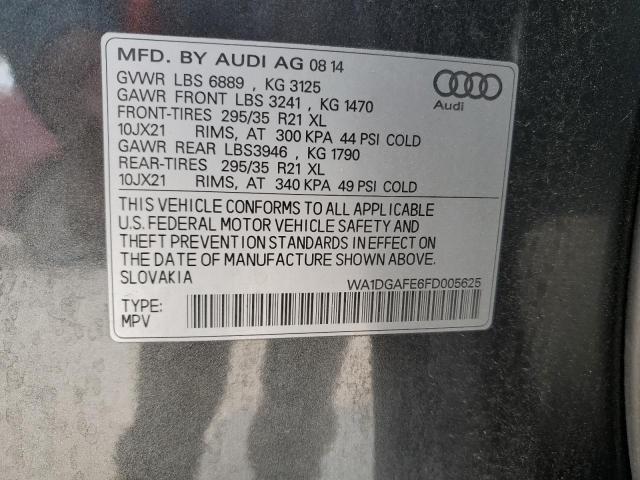 MFD. BY AUDI AG 08 14
GVWR LBS 6889 , KG 3125
GAWR FRONT LBS 3241 , KG 1470
FRONT-TIRES 295/35 R21 XL
10JX21 RIMS, AT 300 KPA 44 PSI COLD
GAWR REAR LBS3946 , KG 1790
REAR-TIRES 295/35 R21 XL
10JX21 RIMS, AT 340 KPA 49 PSI COLD
Audi
THIS VEHICLE CONFORMS TO ALL APPLICABLE
U.S. FEDERAL MOTOR VEHICLE SAFETY AND
THEFT PREVENTION STANDARDS IN EFFECT ON
THE DATE OF MANUFACTURE SHOWN ABOVE.
SLOVAKIA
WA1DGAFE6FD005625
TYPE:
MPV